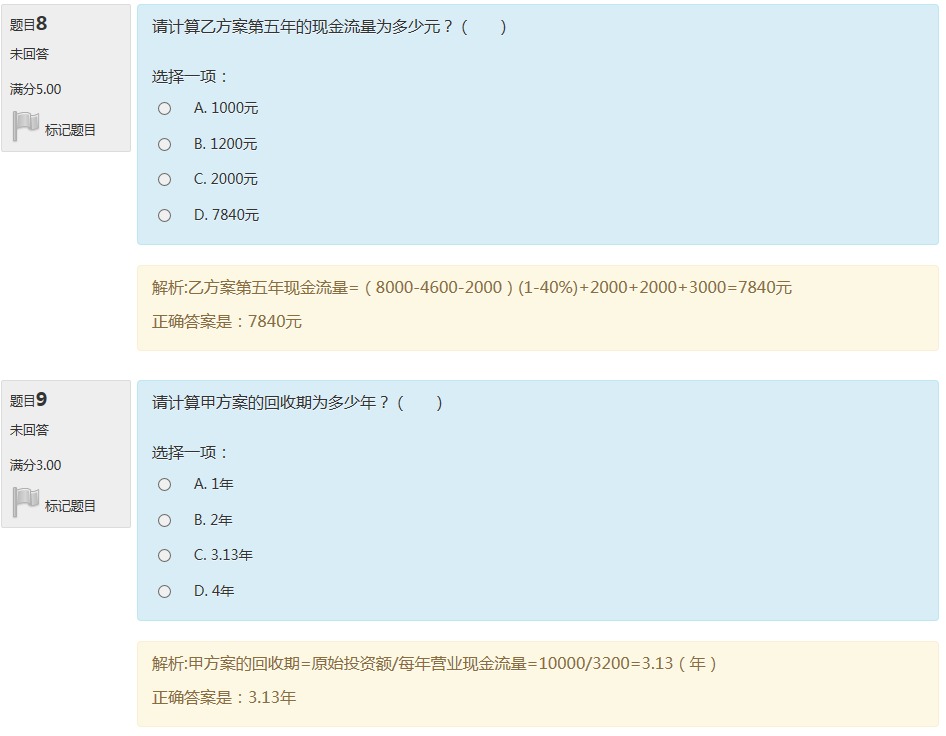 题目8
未回答
满分5.00
标记题目
请计算乙方案第五年的现金流量为多少元？（　　）
选择一项：
A. 1000元
B. 1200元
C. 2000元
D. 7840元
解析:乙方案第五年现金流量=（8000-4600-2000）(1-40%)+2000+2000+3000=7840元
正确答案是：7840元
题目9
未回答
满分3.00
标记题目
请计算甲方案的回收期为多少年？（　　）
选择一项：
A. 1年
B. 2年
C. 3.13年
D. 4年
解析:甲方案的回收期=原始投资额/每年营业现金流量=10000/3200=3.13（年）
正确答案是：3.13年